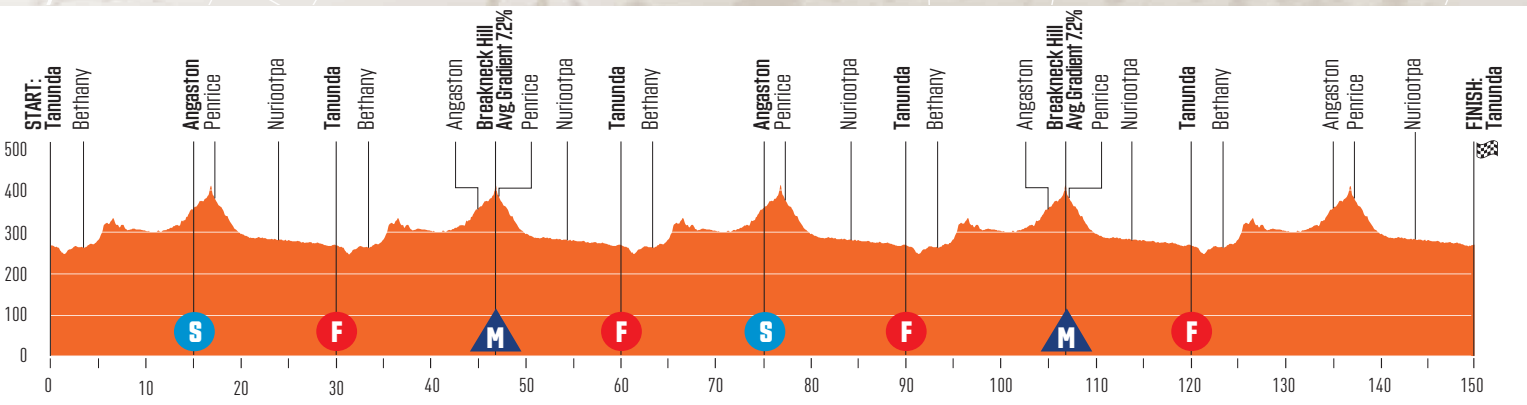 START:
Tanunda
Bethany
Angaston
Penrice
Nuriootpa
Tanunda
Bethany
Angaston
Breakneck Hill
Avg. Gradient 7.2%
Penrice
Nuriootpa
Tanunda
Bethany
Angaston
Penrice
Nuriootpa
Tanunda
Bethany
Angaston
Breakneck Hill
Avg. Gradient 7.2%
Penrice
Nuriootpa
Tanunda
Bethany
Angaston
Penrice
Nuriootpa
FINISH:
Tanunda
500
400
300
200
100
0
S
F
M
F
S
F
M
F
0 10 20 30 40 50 60 70 80 90 100 110 120 130 140 150